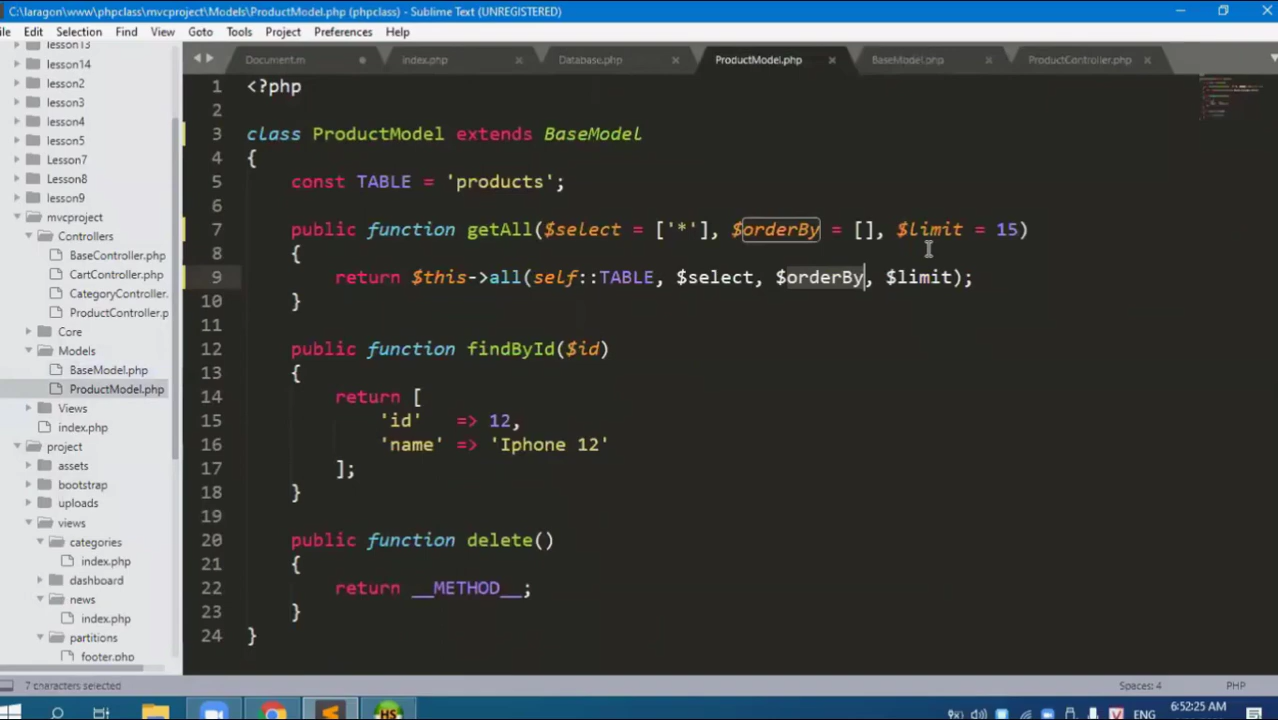 C:\laragon\www\phpclass\mvcproject\Models\ProductModel.php (phpclass) - Sublime Text (UNREGISTERED)
ile Edit Selection Find View Goto Tools Project Preferences Help
lesson13
lesson14
lesson2
lesson3
lesson4
lesson5
Lesson7
Lesson8
lesson9
mvcproject
Controllers
BaseController.php
CartController.php
CategoryController.p
ProductController.p
Core
Models
BaseModel.php
ProductModel.php
Views
index.php
project
assets
bootstrap
uploads
views
categories
index.php
dashboard
news
index.php
partitions
footer.php
Document.m index.php Database.php ProductModel.php BaseModel.php ProductController.php
1 <?php
2
3 class ProductModel extends BaseModel
4 {
5 const TABLE = 'products';
6
7 public function getAll($select = ['*'], $orderBy = [], $limit = 15)
8 {
9 return $this->all(self::TABLE, $select, $orderBy, $limit);
10 }
11
12 public function findById($id)
13 {
14 return [
15 'id' => 12,
16 'name' => 'Iphone 12'
17 ];
18 }
19
20 public function delete()
21 {
22 return __METHOD__;
23 }
24 }
7 characters selected Spaces: 4 PHP
HS V ENG 6:52:25 AM